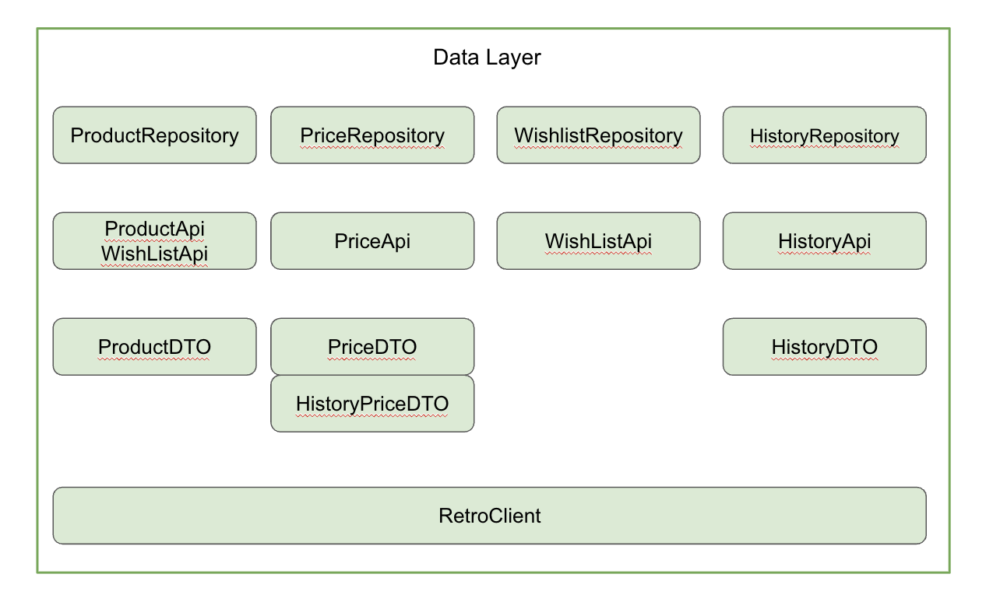 Data Layer
ProductRepository
PriceRepository
WishlistRepository
HistoryRepository
ProductApi
WishListApi
PriceApi
WishListApi
HistoryApi
ProductDTO
PriceDTO
HistoryDTO
HistoryPriceDTO
RetroClient